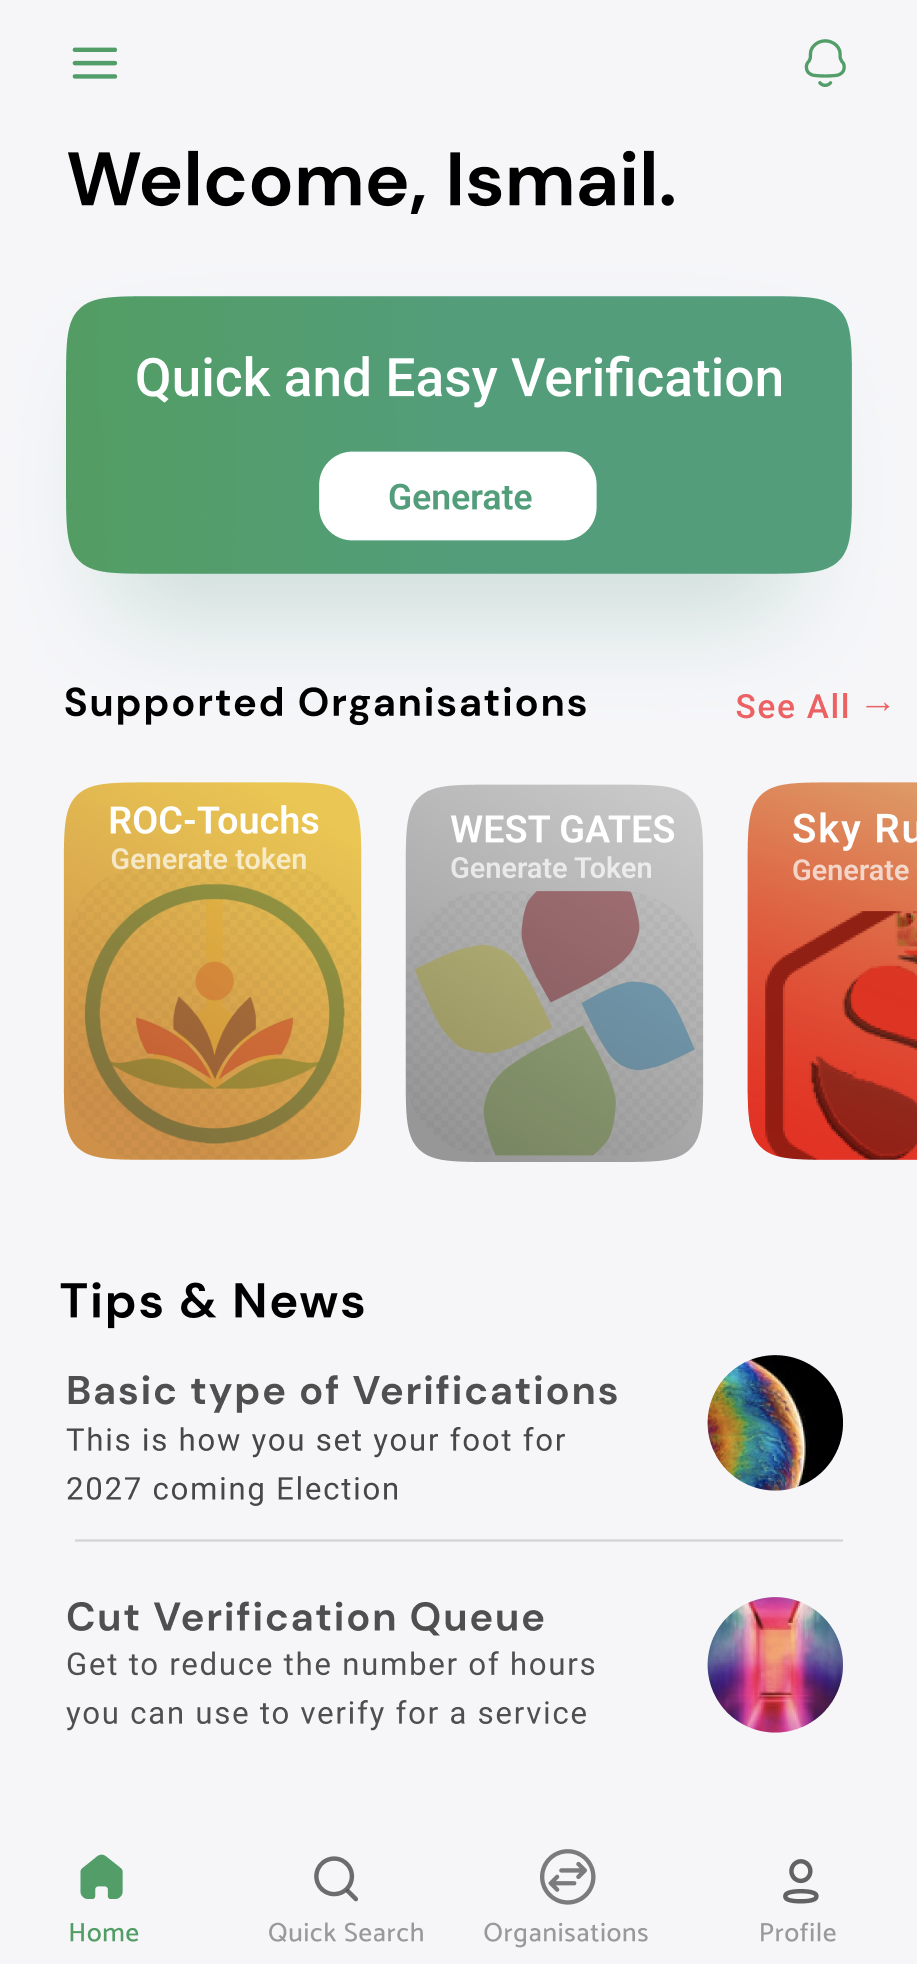 Welcome, Ismail.
Quick and Easy Verification
Generate
Supported Organisations
See All →
ROC-Touchs
Generate token
WEST GATES
Generate Token
Sky Ru
Generate
Tips & News
Basic type of Verifications
This is how you set your foot for
2027 coming Election
Cut Verification Queue
Get to reduce the number of hours
you can use to verify for a service
Home
Quick Search
Organisations
Profile